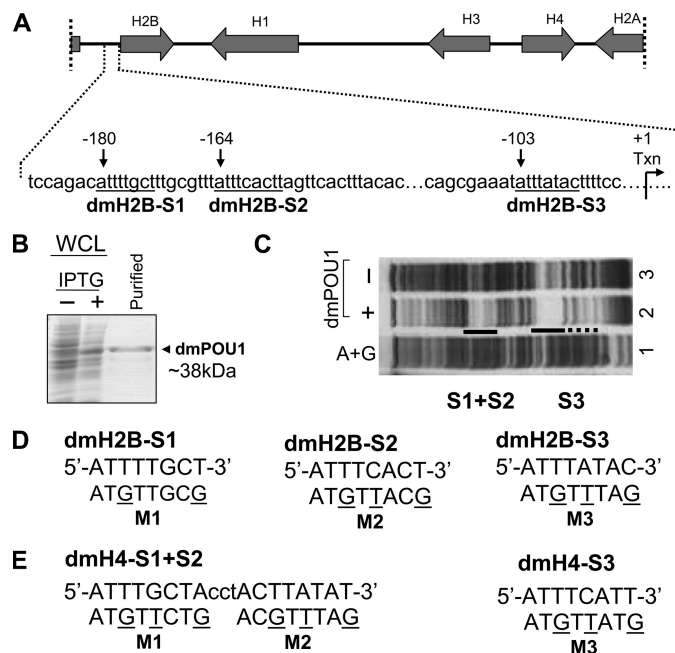 A
H2B
H1
H3
H4
H2A
-180
-164
-103
+1
Txn
tccagacattttgctttgcgtttatttcacttagttcactttacac...cagcgaaatatttatacttttcc........
dmH2B-S1
dmH2B-S2
dmH2B-S3
B
WCL
IPTG
– +
Purified
dmPOU1
~38kDa
C
dmPOU1
– +
A+G
3
2
1
S1+S2
S3
D
dmH2B-S1
5’-ATTTTGCT-3’
ATGTTGCG
M1
dmH2B-S2
5’-ATTTCACT-3’
ATGTTACG
M2
dmH2B-S3
5’-ATTTATAC-3’
ATGTTTAG
M3
E
dmH4-S1+S2
5’-ATTTGCTAcctACTTATAT-3’
ATGTTCTG ACGTTTAG
M1 M2
dmH4-S3
5’-ATTTCATT-3’
ATGTTATG
M3